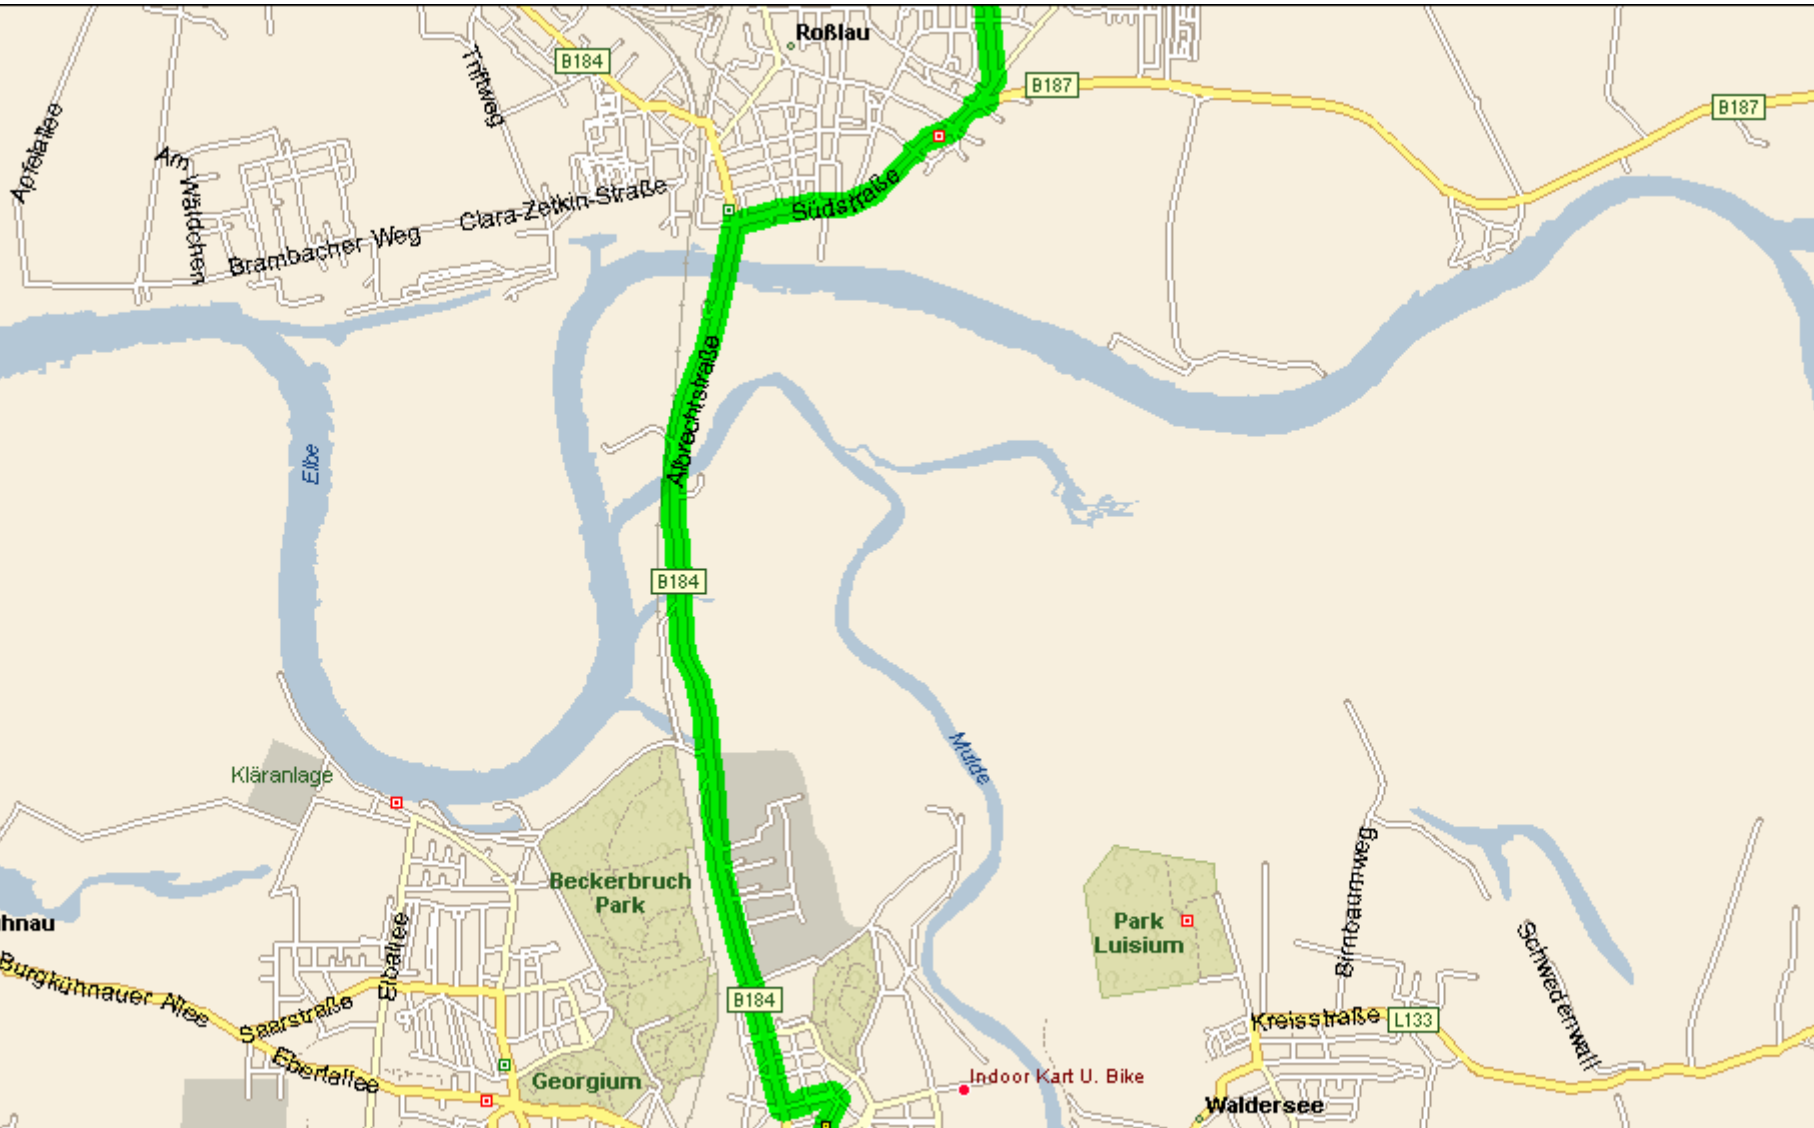 Roßlau
B184
Triftweg
B187
B187
Apfelallee
Am Wäldchen
Clara-Zetkin-Straße
Südstraße
Brambacher Weg
Albrechtstraße
Elbe
B184
Mulde
Kläranlage
Beckerbruch
Park
Park
Luisium
Birnbaumweg
hnau
Elballee
Burgkuhnauer Allee
Schwedenwall
B184
Saarstraße
Kreisstraße
L133
Ebertallee
Georgium
Indoor Kart U. Bike
Waldersee